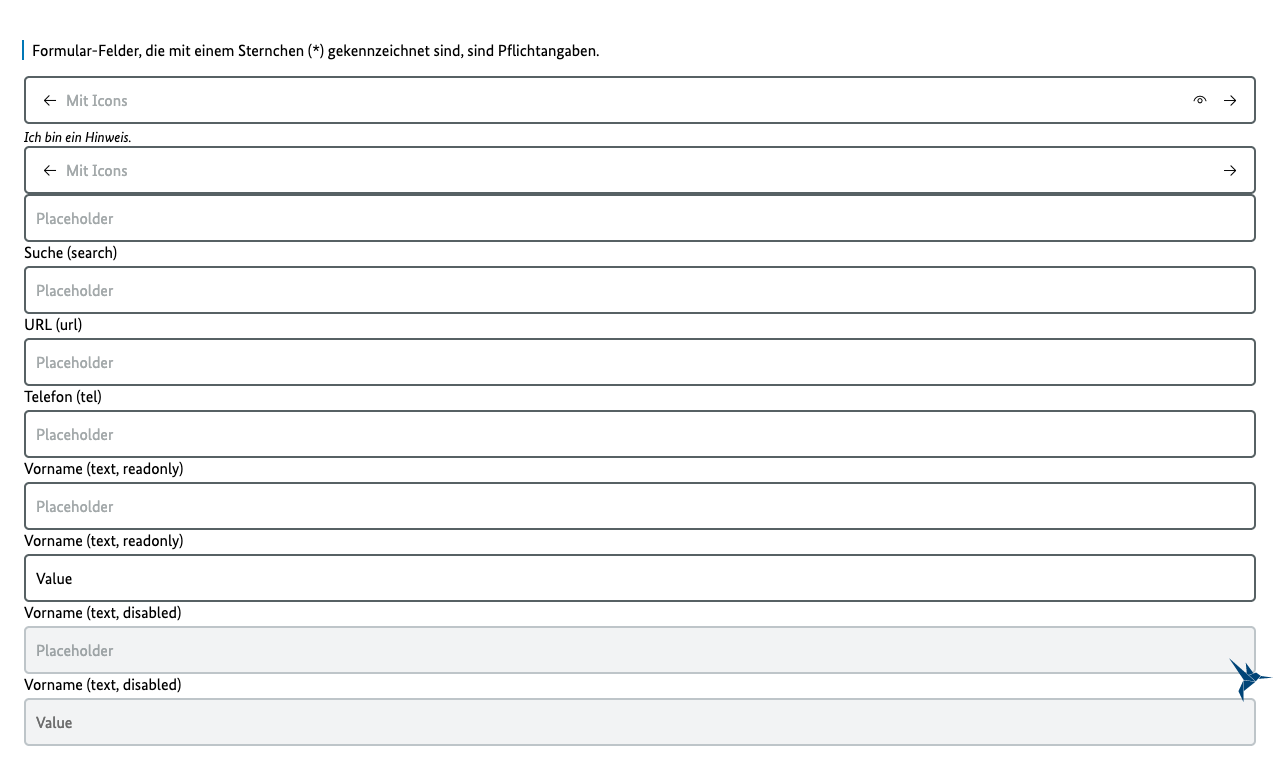 Formular-Felder, die mit einem Sternchen (*) gekennzeichnet sind, sind Pflichtangaben.
Mit Icons
Ich bin ein Hinweis.
Mit Icons
Placeholder
Suche (search)
Placeholder
URL (url)
Placeholder
Telefon (tel)
Placeholder
Vorname (text, readonly)
Placeholder
Vorname (text, readonly)
Value
Vorname (text, disabled)
Placeholder
Vorname (text, disabled)
Value